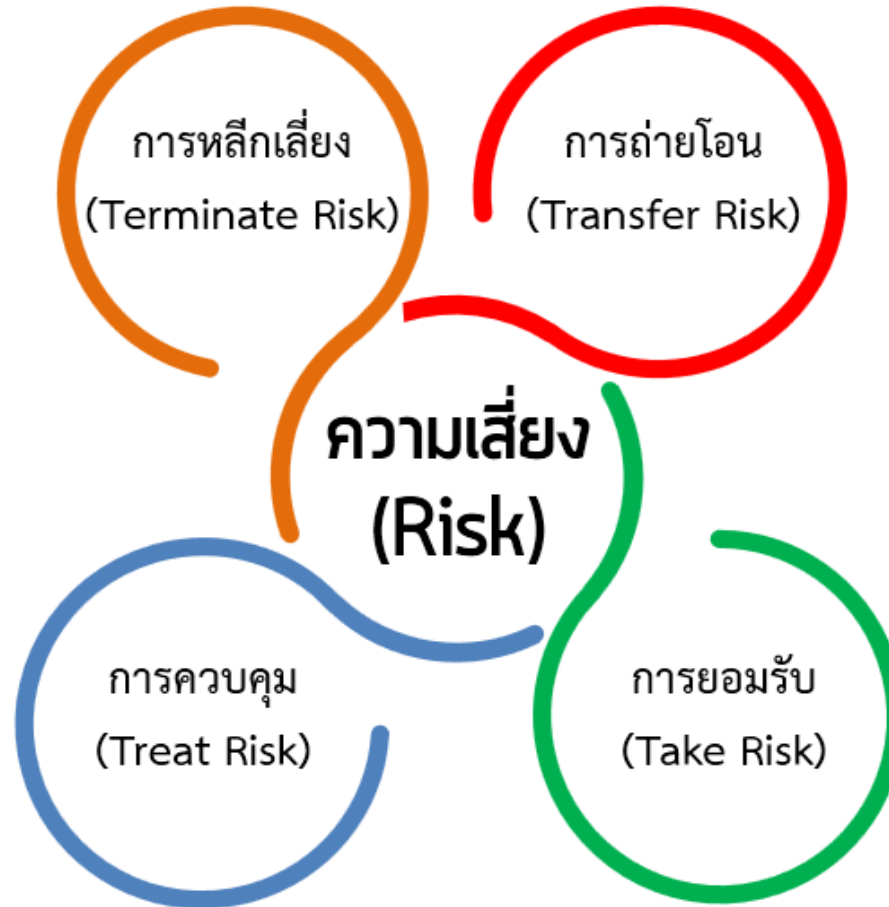 การหลีกเลี่ยง
(Terminate Risk)
การถ่ายโอน
(Transfer Risk)
ความเสี่ยง
(Risk)
การควบคุม
(Treat Risk)
การยอมรับ
(Take Risk)